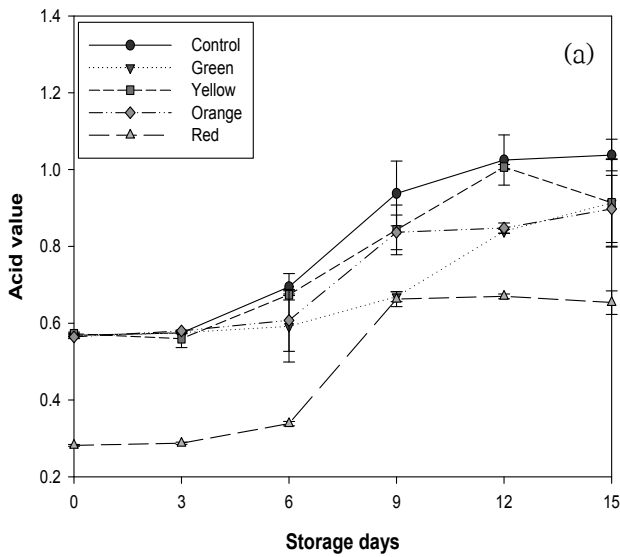 1.4
1.2
1.0
0.8
0.6
0.4
0.2
Acid value
Control
Green
Yellow
Orange
Red
(a)
0 3 6 9 12 15
Storage days